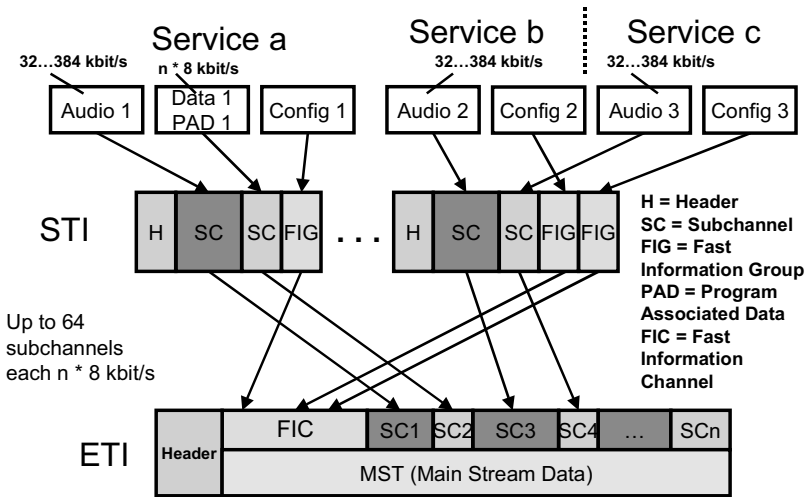 Service a
Service b
Service c
32...384 kbit/s
n * 8 kbit/s
32...384 kbit/s
32...384 kbit/s
Audio 1
Data 1
PAD 1
Config 1
Audio 2
Config 2
Audio 3
Config 3
STI
H
SC
SC
FIG
. . .
H
SC
SC
FIG
FIG
H = Header
SC = Subchannel
FIG = Fast
Information Group
PAD = Program
Associated Data
FIC = Fast
Information
Channel
Up to 64
subchannels
each n * 8 kbit/s
ETI
Header
FIC
SC1
SC2
SC3
SC4
...
SCn
MST (Main Stream Data)